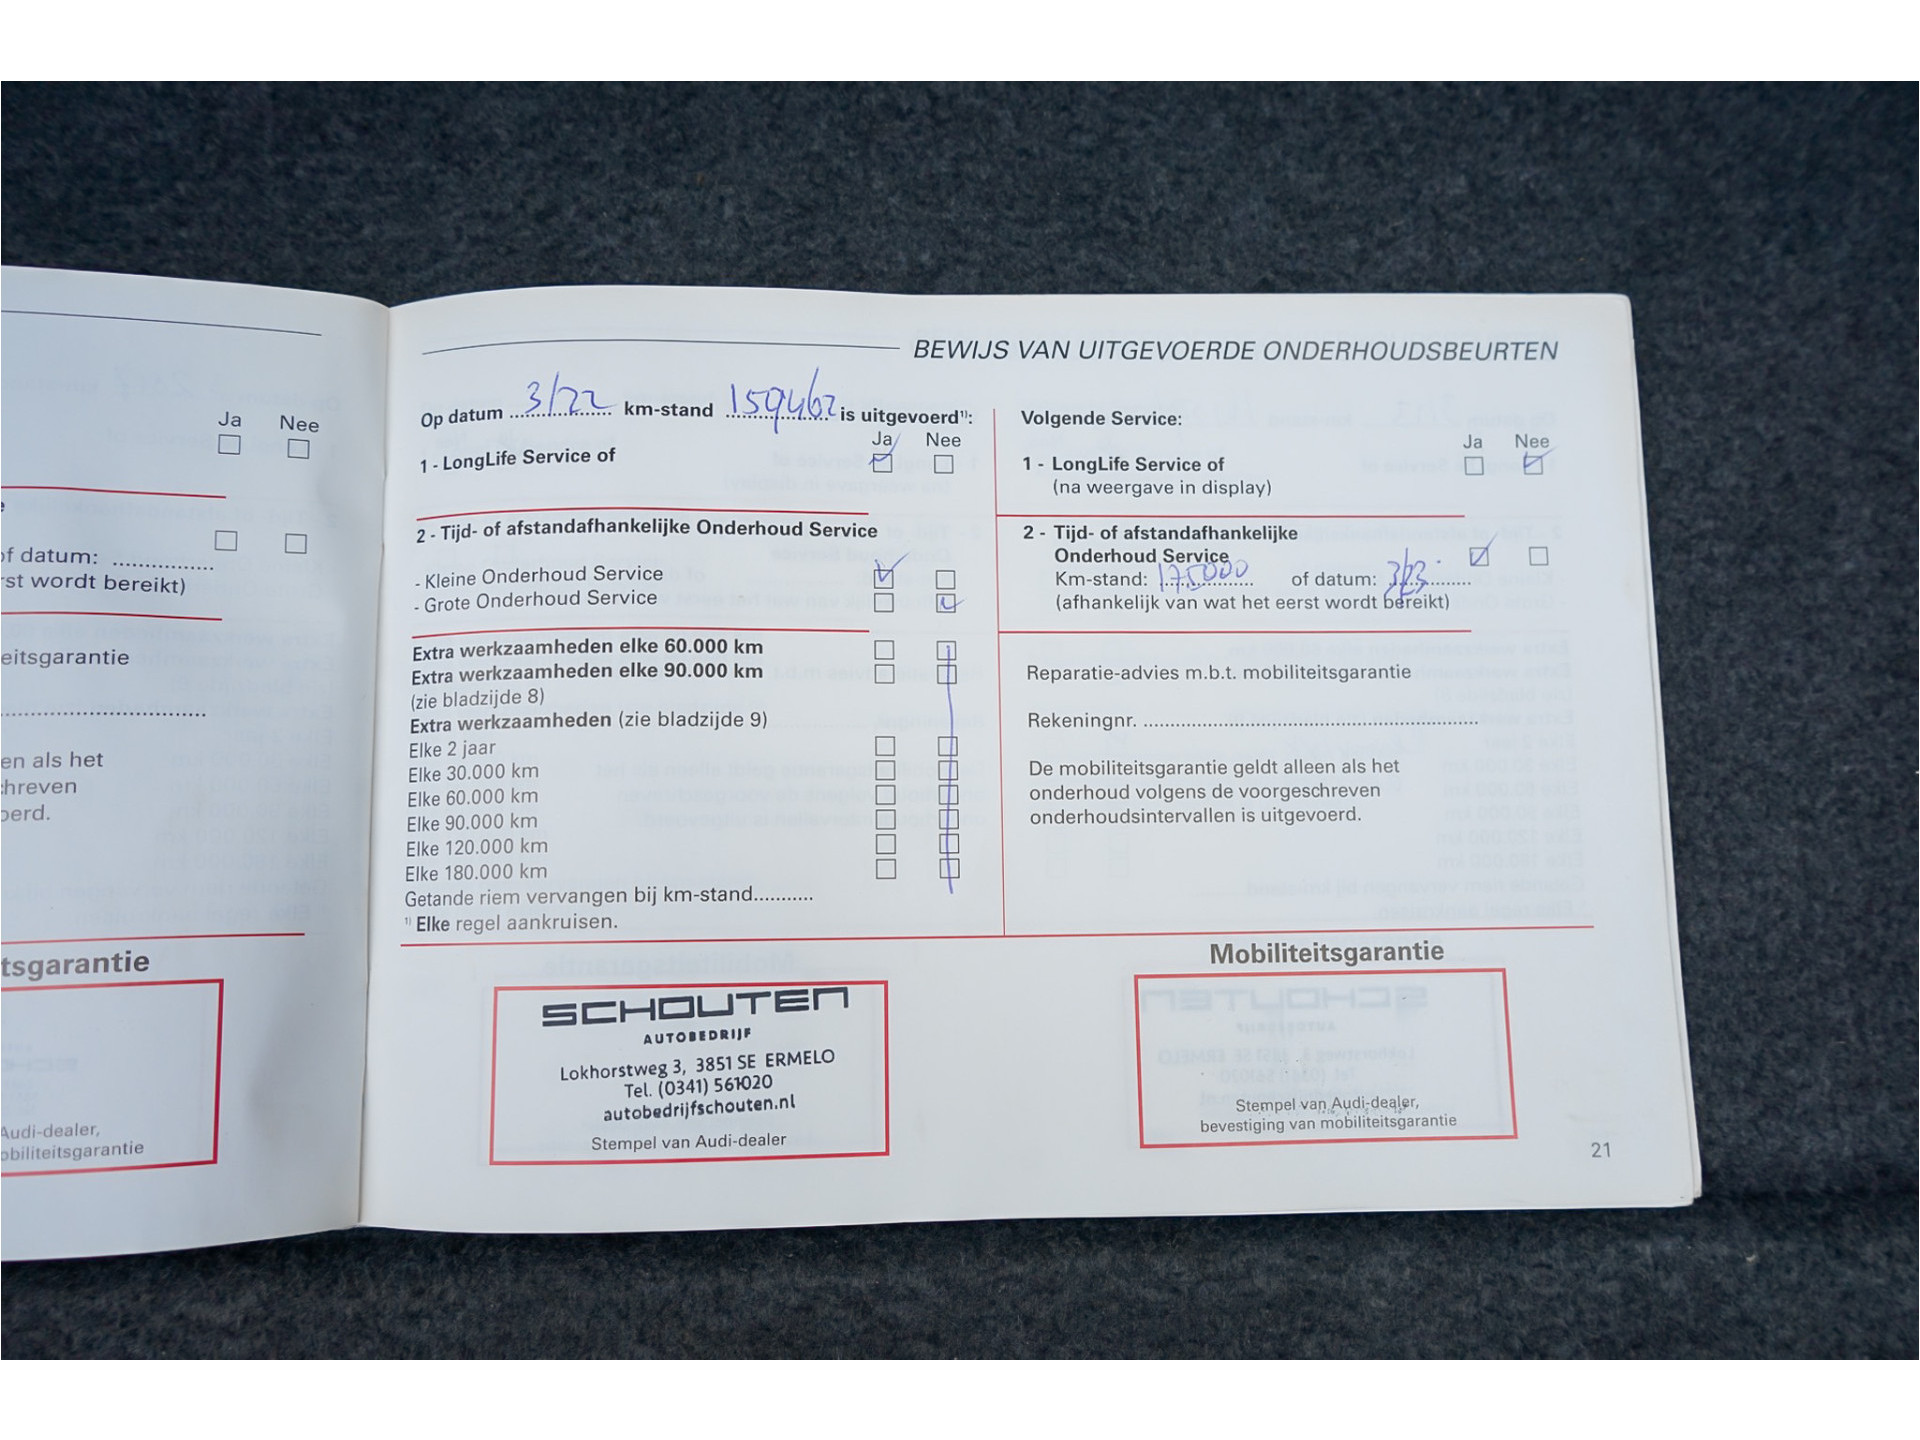 Ja Nee
of datum: ..............
rst wordt bereikt)
eitsgarantie
en als het
hreven
oerd.
tsgarantie
Audi-dealer,
obiliteitsgarantie
BEWIJS VAN UITGEVOERDE ONDERHOUDSBEURTEN
Op datum 3/22 km-stand 159462 is uitgevoerd¹⁾:
Ja Nee
1 - LongLife Service of
2 - Tijd- of afstandafhankelijke Onderhoud Service
- Kleine Onderhoud Service
- Grote Onderhoud Service
Extra werkzaamheden elke 60.000 km
Extra werkzaamheden elke 90.000 km
(zie bladzijde 8)
Extra werkzaamheden (zie bladzijde 9)
Elke 2 jaar
Elke 30.000 km
Elke 60.000 km
Elke 90.000 km
Elke 120.000 km
Elke 180.000 km
Getande riem vervangen bij km-stand...........
¹⁾ Elke regel aankruisen.
SCHOUTEN
AUTOBEDRIJF
Lokhorstweg 3, 3851 SE ERMELO
Tel. (0341) 561020
autobedrijfschouten.nl
Stempel van Audi-dealer
Volgende Service:
Ja Nee
1 - LongLife Service of
(na weergave in display)
2 - Tijd- of afstandafhankelijke
Onderhoud Service
Km-stand: 175000 of datum: 3/23
(afhankelijk van wat het eerst wordt bereikt)
Reparatie-advies m.b.t. mobiliteitsgarantie
Rekeningnr. ..............................................................
De mobiliteitsgarantie geldt alleen als het
onderhoud volgens de voorgeschreven
onderhoudsintervallen is uitgevoerd.
Mobiliteitsgarantie
Stempel van Audi-dealer,
bevestiging van mobiliteitsgarantie
21